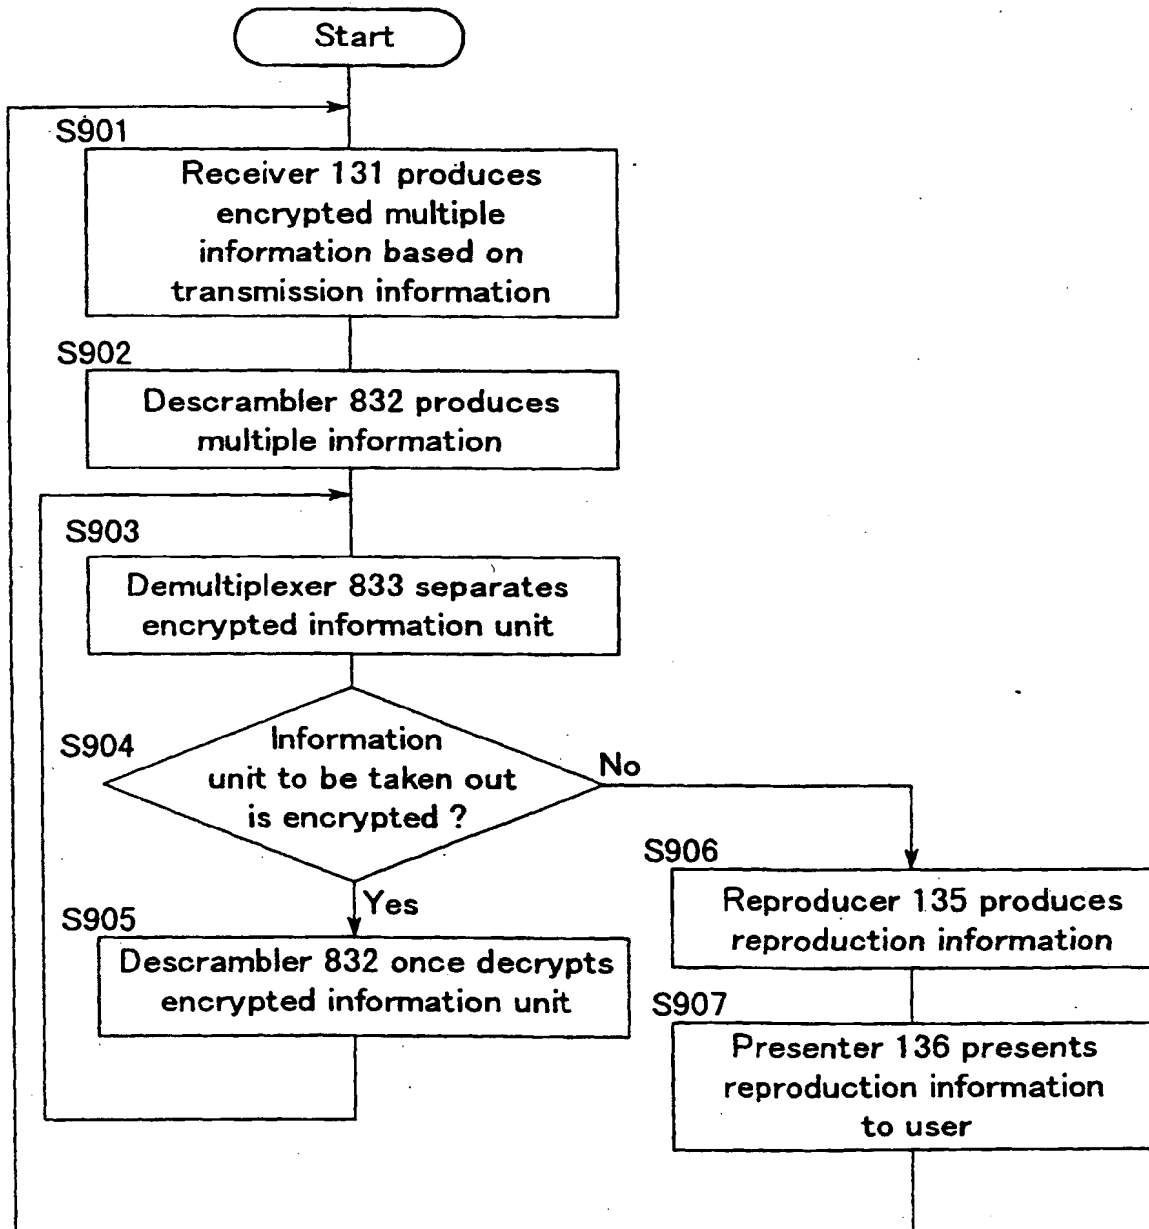 Start
S901
Receiver 131 produces
encrypted multiple
information based on
transmission information
S902
Descrambler 832 produces
multiple information
S903
Demultiplexer 833 separates
encrypted information unit
S904
Information
unit to be taken out
is encrypted ?
No
Yes
S905
Descrambler 832 once decrypts
encrypted information unit
S906
Reproducer 135 produces
reproduction information
S907
Presenter 136 presents
reproduction information
to user